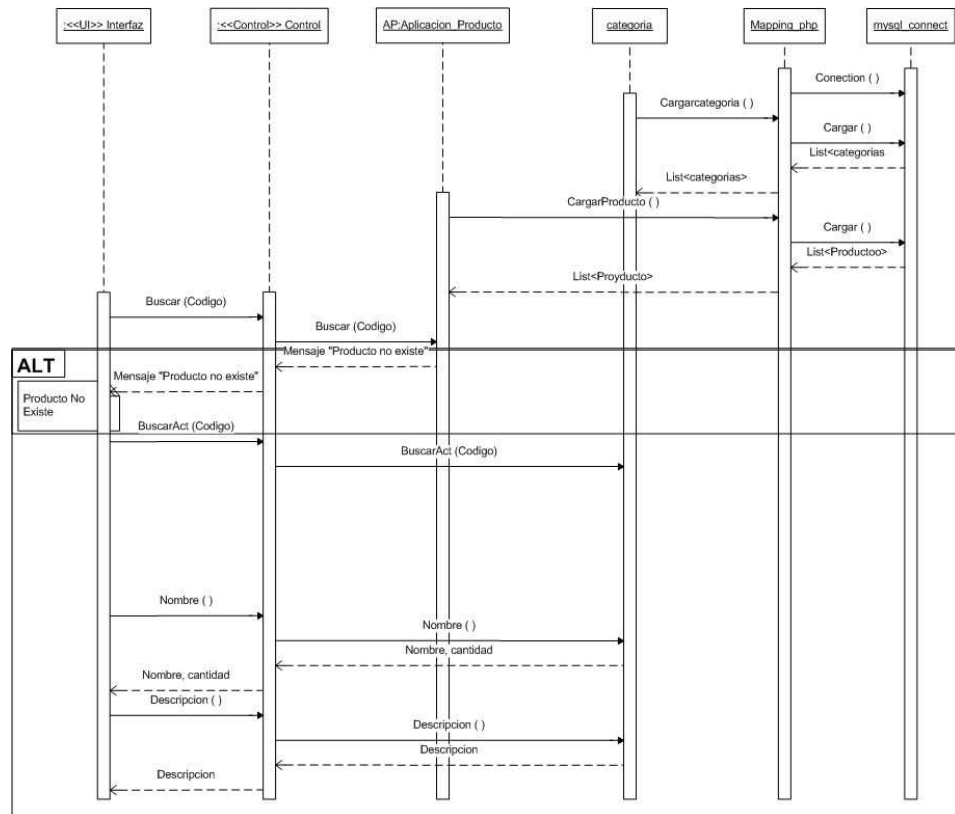 :<<UI>> Interfaz
:<<Control>> Control
AP:Aplicacion_Producto
categoria
Mapping_php
mysql_connect
Conection ( )
Cargarcategoria ( )
Cargar ( )
List<categorias
List<categorias>
CargarProducto ( )
Cargar ( )
List<Productoo>
List<Proyducto>
Buscar (Codigo)
Buscar (Codigo)
Mensaje "Producto no existe"
ALT
Mensaje "Producto no existe"
Producto No
Existe
BuscarAct (Codigo)
BuscarAct (Codigo)
Nombre ( )
Nombre ( )
Nombre, cantidad
Nombre, cantidad
Descripcion ( )
Descripcion ( )
Descripcion
Descripcion